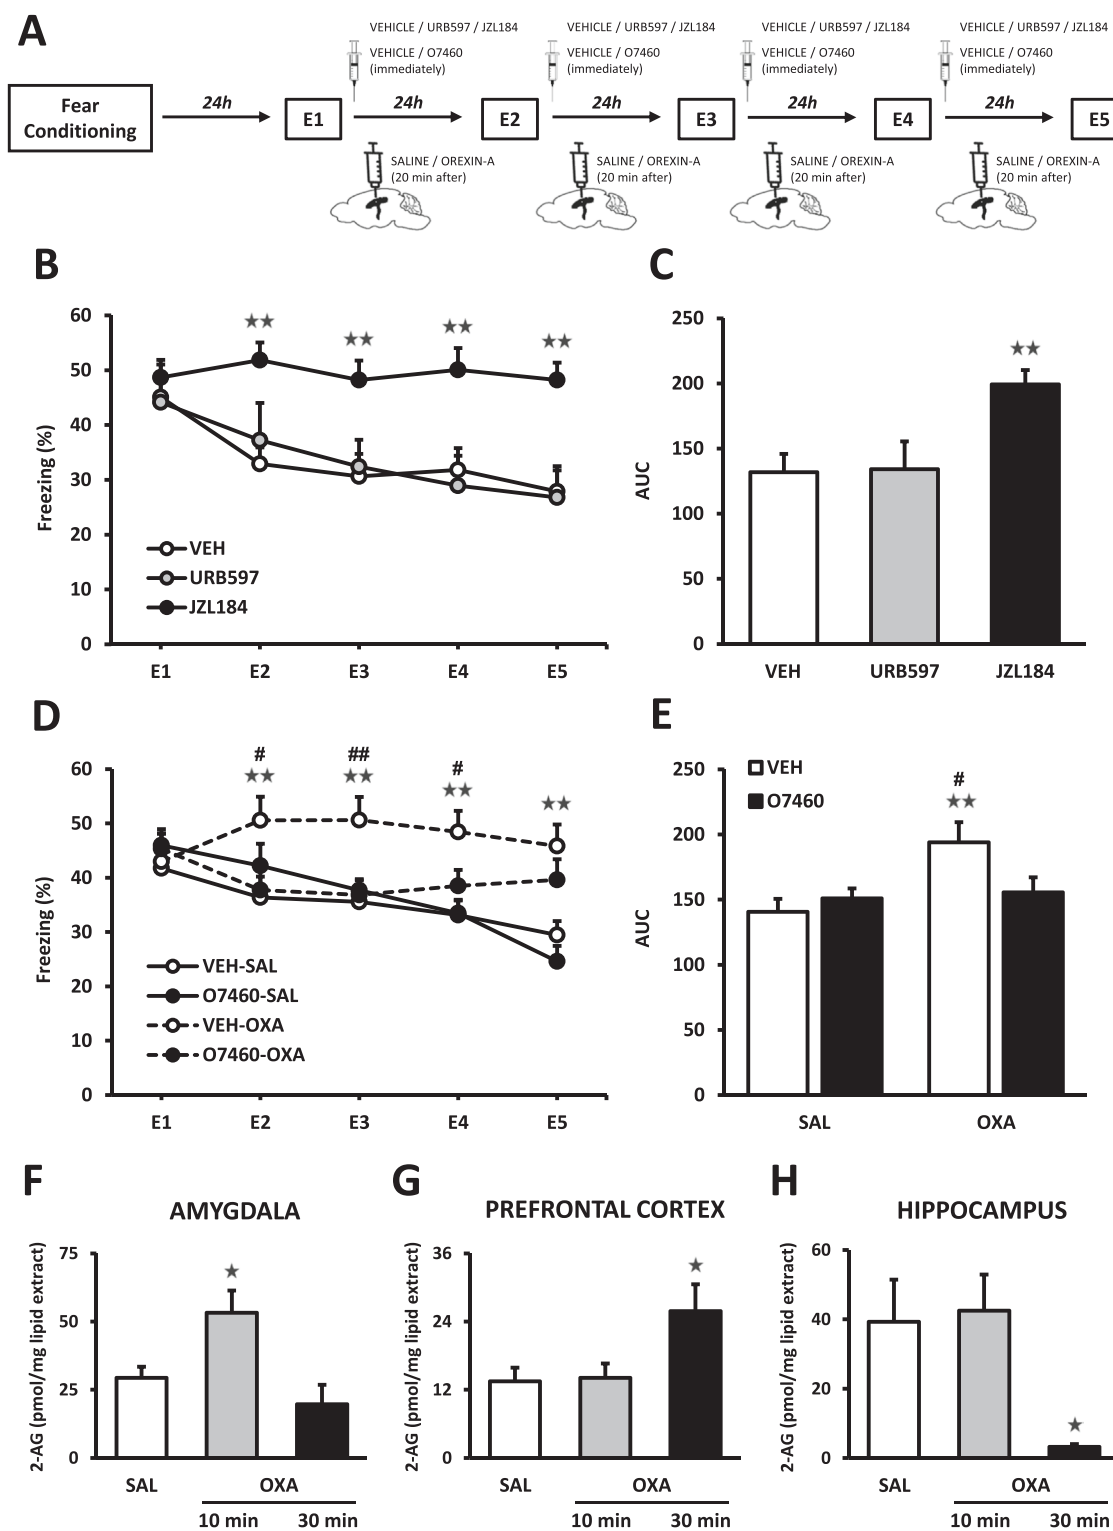 A
VEHICLE / URB597 / JZL184
VEHICLE / URB597 / JZL184
VEHICLE / URB597 / JZL184
VEHICLE / URB597 / JZL184
VEHICLE / O7460
(immediately)
VEHICLE / O7460
(immediately)
VEHICLE / O7460
(immediately)
VEHICLE / O7460
(immediately)
Fear
Conditioning
24h
E1
24h
E2
24h
E3
24h
E4
24h
E5
SALINE / OREXIN-A
(20 min after)
SALINE / OREXIN-A
(20 min after)
SALINE / OREXIN-A
(20 min after)
SALINE / OREXIN-A
(20 min after)
B
Freezing (%)
60
50
40
30
20
10
0
★★
★★
★★
★★
VEH
URB597
JZL184
E1
E2
E3
E4
E5
C
AUC
250
200
150
100
50
0
★★
VEH
URB597
JZL184
D
Freezing (%)
60
50
40
30
20
10
0
#
##
#
★★
★★
★★
★★
VEH-SAL
O7460-SAL
VEH-OXA
O7460-OXA
E1
E2
E3
E4
E5
E
AUC
250
200
150
100
50
0
VEH
O7460
#
★★
SAL
OXA
F
AMYGDALA
2-AG (pmol/mg lipid extract)
75
50
25
0
★
SAL
OXA
10 min
30 min
G
PREFRONTAL CORTEX
2-AG (pmol/mg lipid extract)
36
24
12
0
★
SAL
OXA
10 min
30 min
H
HIPPOCAMPUS
2-AG (pmol/mg lipid extract)
60
40
20
0
★
SAL
OXA
10 min
30 min